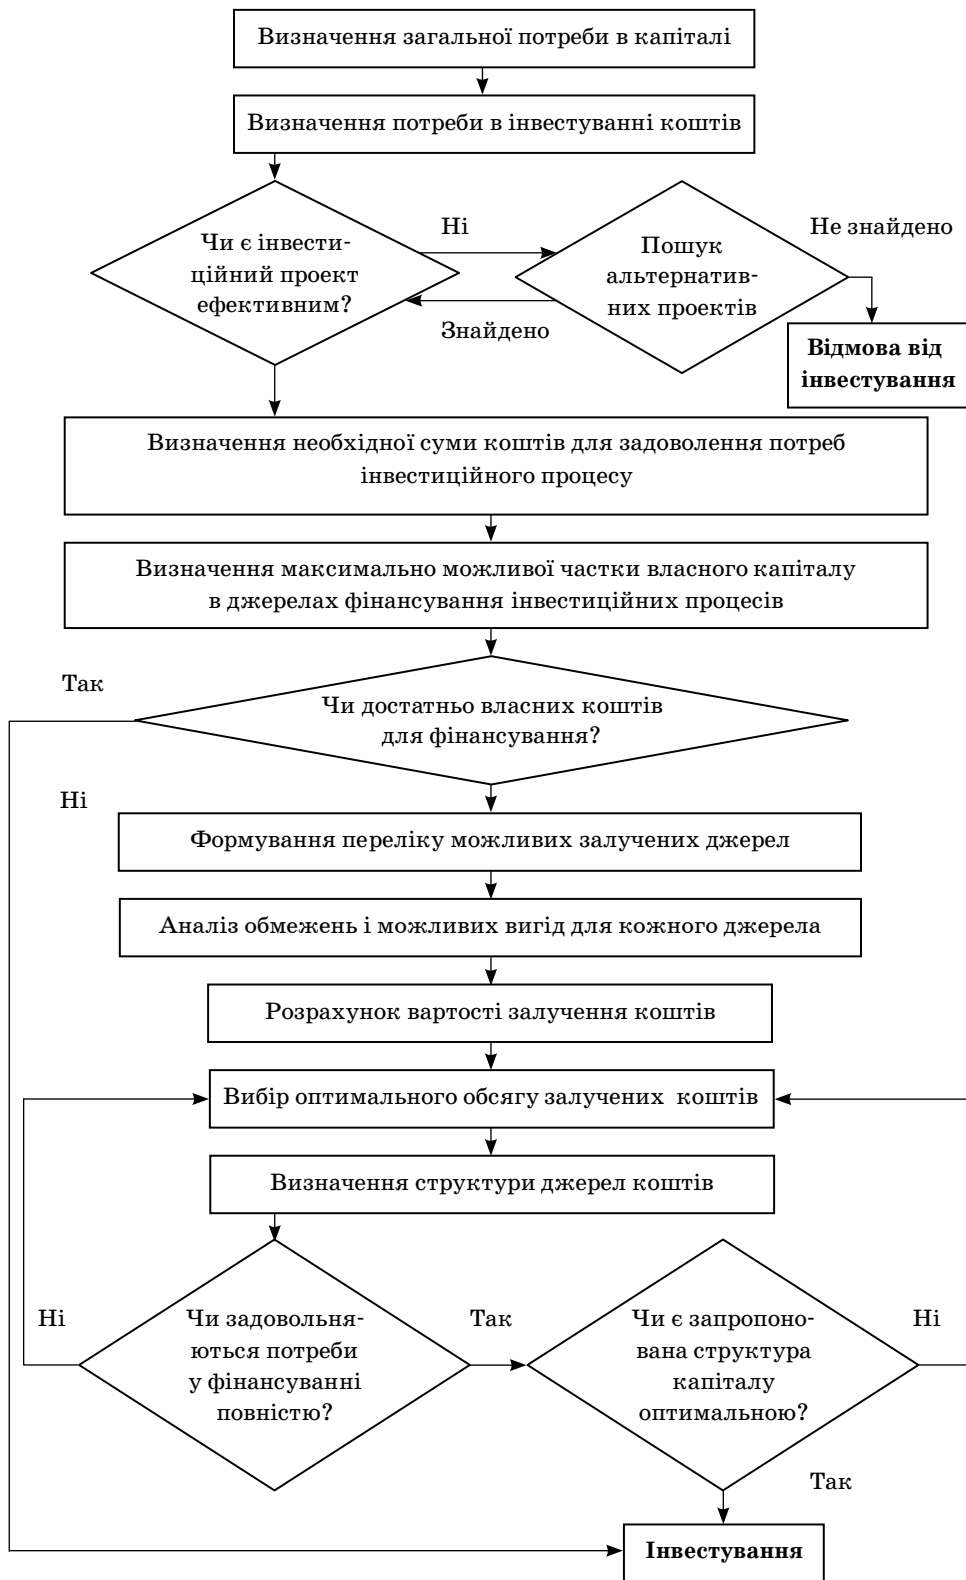 Визначення загальної потреби в капіталі
Визначення потреби в інвестуванні коштів
Чи є інвести-
ційний проект
ефективним?
Ні
Знайдено
Пошук
альтернатив-
них проектів
Не знайдено
Відмова від
інвестування
Визначення необхідної суми коштів для задоволення потреб
інвестиційного процесу
Визначення максимально можливої частки власного капіталу
в джерелах фінансування інвестиційних процесів
Так
Чи достатньо власних коштів
для фінансування?
Ні
Формування переліку можливих залучених джерел
Аналіз обмежень і можливих вигід для кожного джерела
Розрахунок вартості залучення коштів
Вибір оптимального обсягу залучених коштів
Визначення структури джерел коштів
Ні
Чи задовольня-
ються потреби
у фінансуванні
повністю?
Так
Чи є запропоно-
вана структура
капіталу
оптимальною?
Ні
Так
Інвестування